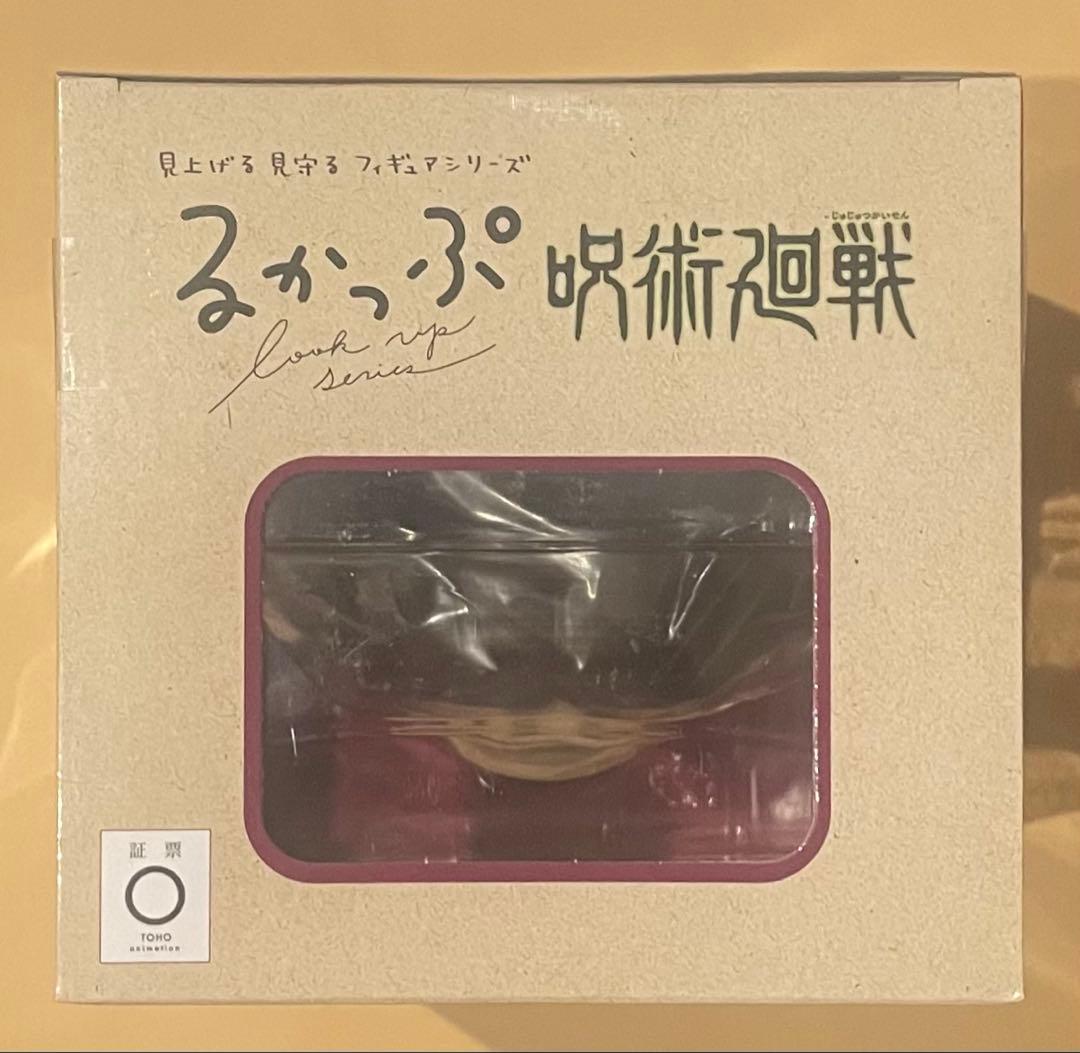 見上げる 見守る フィギュアシリーズ
るかっぷ
look up
series
じゅじゅつかいせん
呪術廻戦
証 票
TOHO
animation